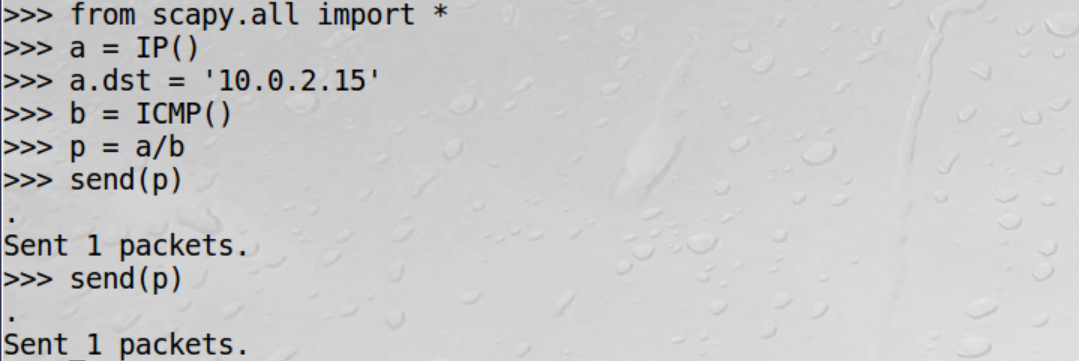 >>> from scapy.all import *
>>> a = IP()
>>> a.dst = '10.0.2.15'
>>> b = ICMP()
>>> p = a/b
>>> send(p)
.
Sent 1 packets.
>>> send(p)
.
Sent 1 packets.